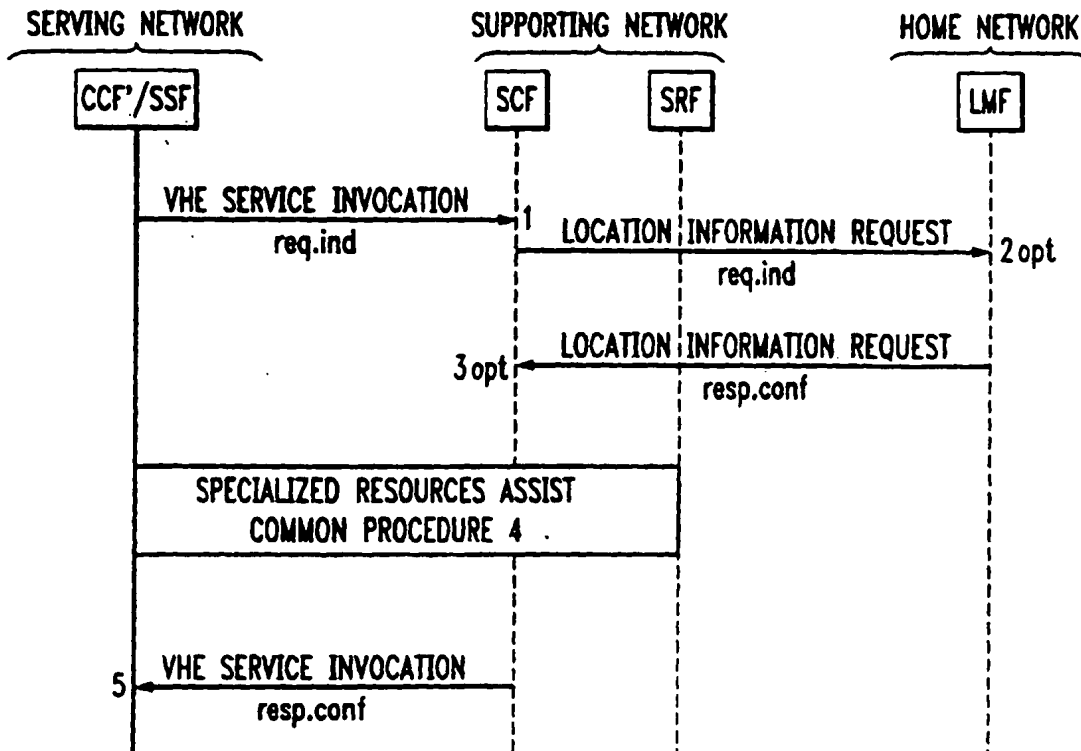 SERVING NETWORK
SUPPORTING NETWORK
HOME NETWORK
CCF'/SSF
SCF
SRF
LMF
VHE SERVICE INVOCATION
req.ind
1
LOCATION INFORMATION REQUEST
req.ind
2 opt
LOCATION INFORMATION REQUEST
resp.conf
3 opt
SPECIALIZED RESOURCES ASSIST
COMMON PROCEDURE 4
VHE SERVICE INVOCATION
resp.conf
5